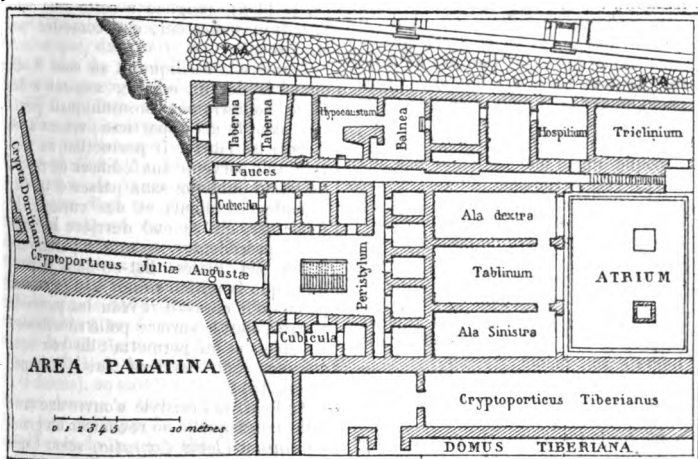 VIA
VIA
Taberna
Taberna
Hypocaustum
Balnea
Hospitium
Triclinium
Fauces
Crypta Domitiani
Cubicula
Ala dextra
Cryptoporticus Juliæ Augustæ
Peristylum
Tablinum
ATRIUM
Ala Sinistra
Cubicula
AREA PALATINA
Cryptoporticus Tiberianus
0 1 2 3 4 5 10 mètres
DOMUS TIBERIANA.